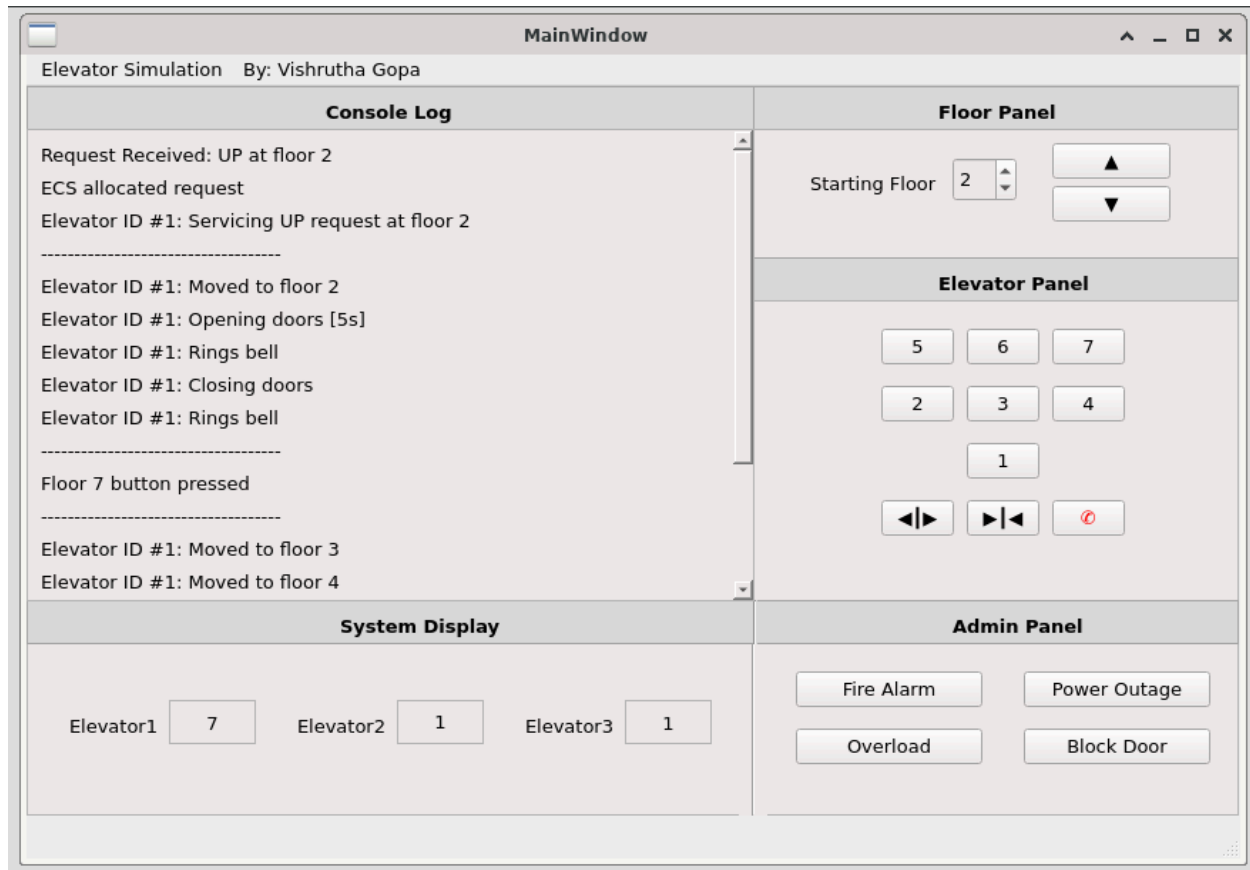 MainWindow
Elevator Simulation By: Vishrutha Gopa
Console Log
Request Received: UP at floor 2
ECS allocated request
Elevator ID #1: Servicing UP request at floor 2
------------------------------------
Elevator ID #1: Moved to floor 2
Elevator ID #1: Opening doors [5s]
Elevator ID #1: Rings bell
Elevator ID #1: Closing doors
Elevator ID #1: Rings bell
------------------------------------
Floor 7 button pressed
------------------------------------
Elevator ID #1: Moved to floor 3
Elevator ID #1: Moved to floor 4
Floor Panel
Starting Floor 2 ▲
▼
Elevator Panel
5 6 7
2 3 4
1
◀|▶ ▶|◀ ✆
System Display
Elevator1 7 Elevator2 1 Elevator3 1
Admin Panel
Fire Alarm Power Outage
Overload Block Door